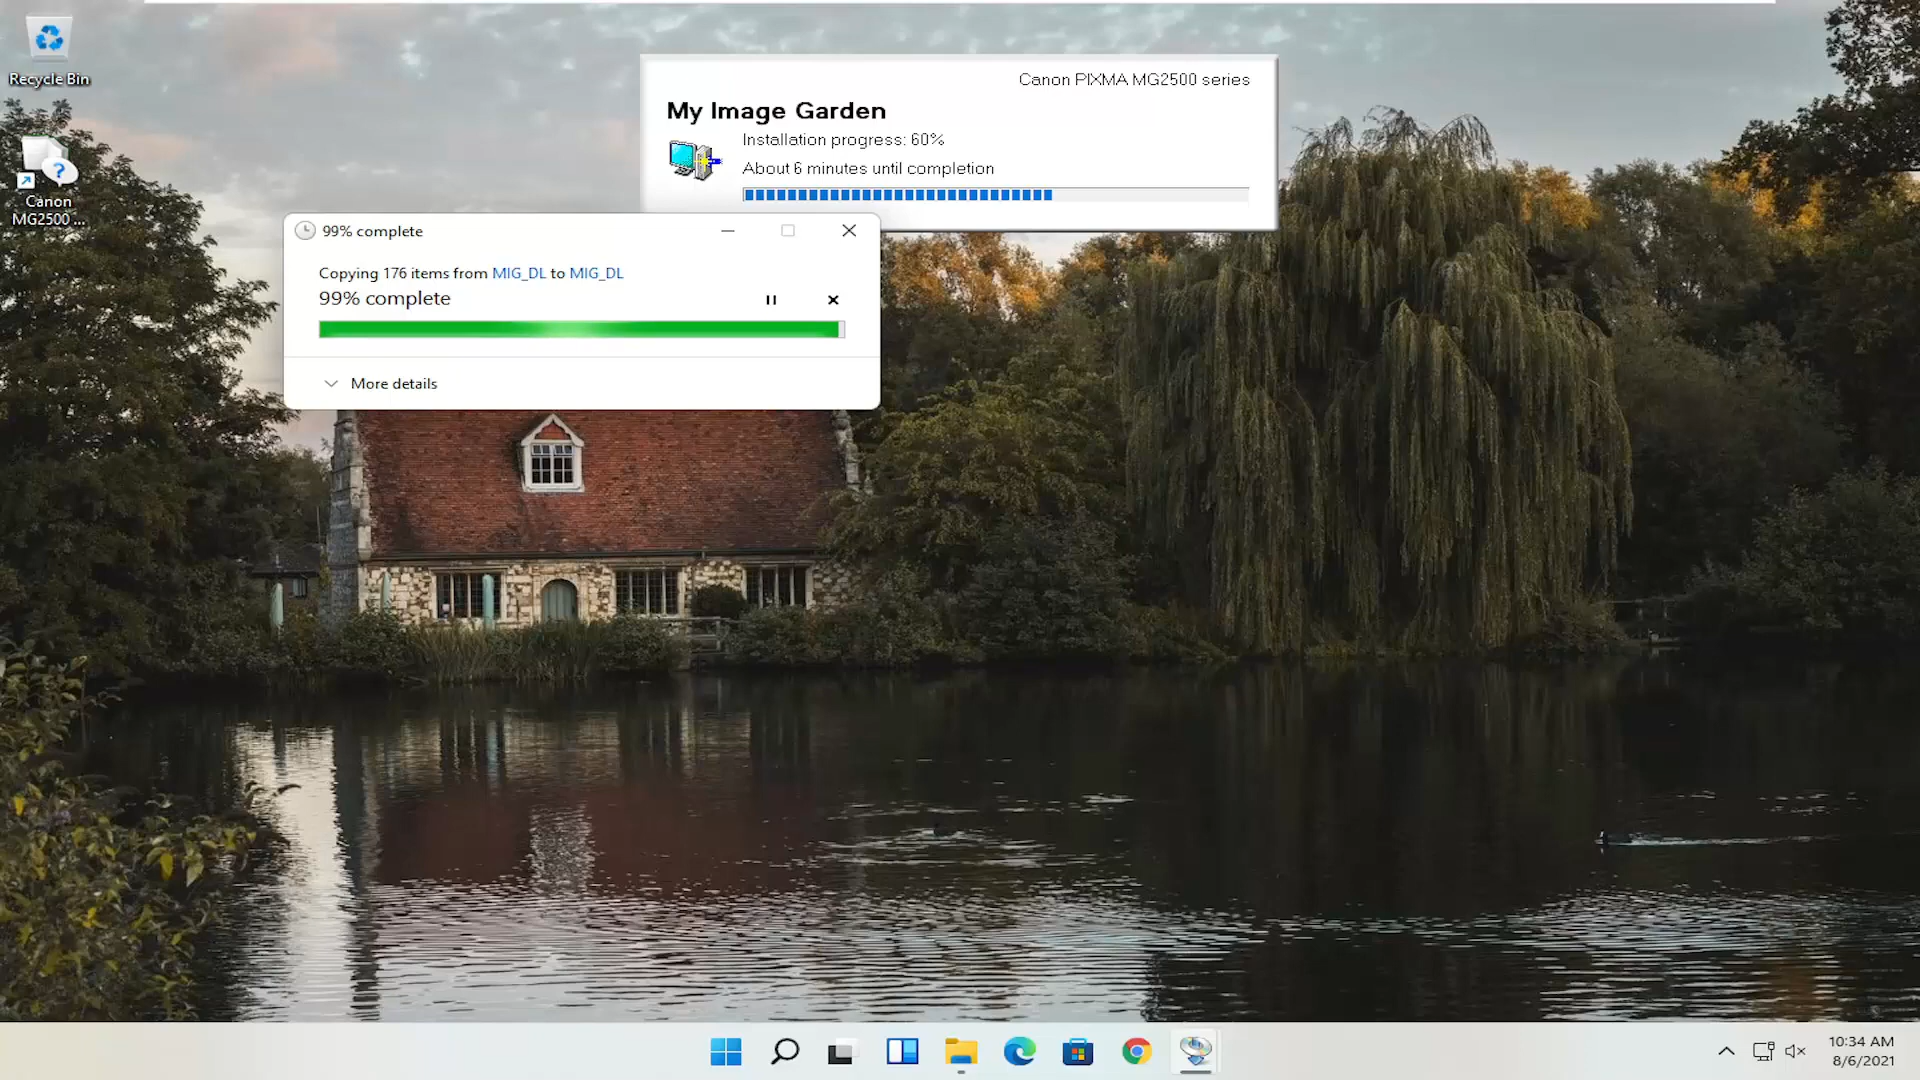 Recycle Bin
Canon
MG2500 ...
Canon PIXMA MG2500 series
My Image Garden
Installation progress: 60%
About 6 minutes until completion
99% complete
Copying 176 items from MIG_DL to MIG_DL
99% complete
More details
10:34 AM
8/6/2021